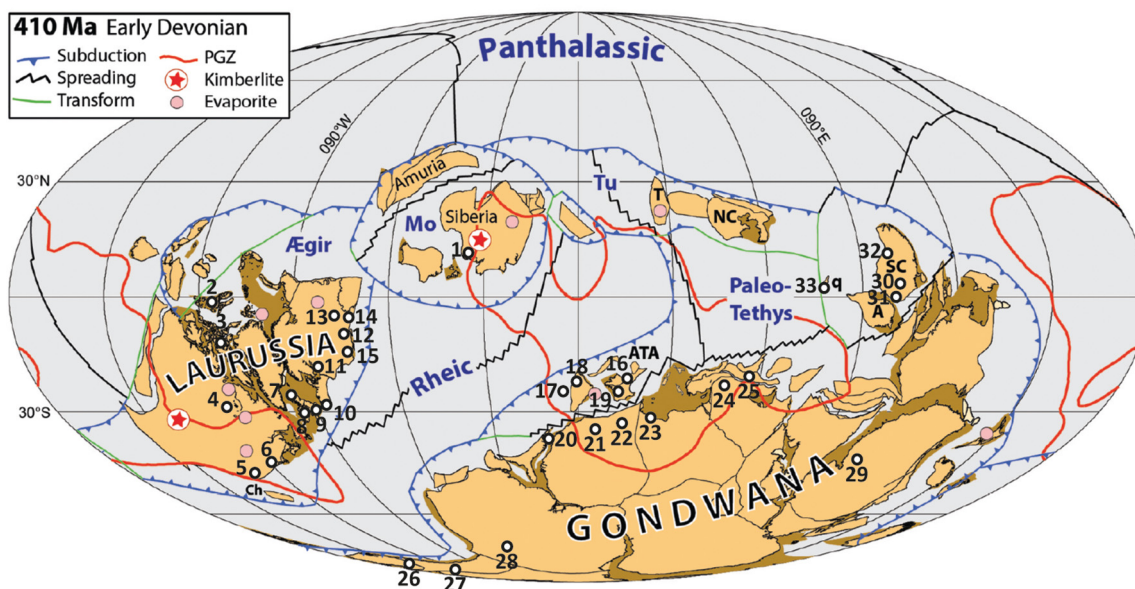 410 Ma Early Devonian
Subduction
PGZ
Spreading
Kimberlite
Transform
Evaporite
Panthalassic
090°W
090°E
30°N
Amuria
Tu
T
NC
Mo
Siberia
Ægir
1
32
SC
30
33
q
31
A
Paleo-
Tethys
2
3
13
14
12
15
LAURUSSIA
11
Rheic
18
16
ATA
17
19
24
25
7
4
10
8
9
30°S
20
21
22
23
6
5
Ch
29
GONDWANA
28
26
27